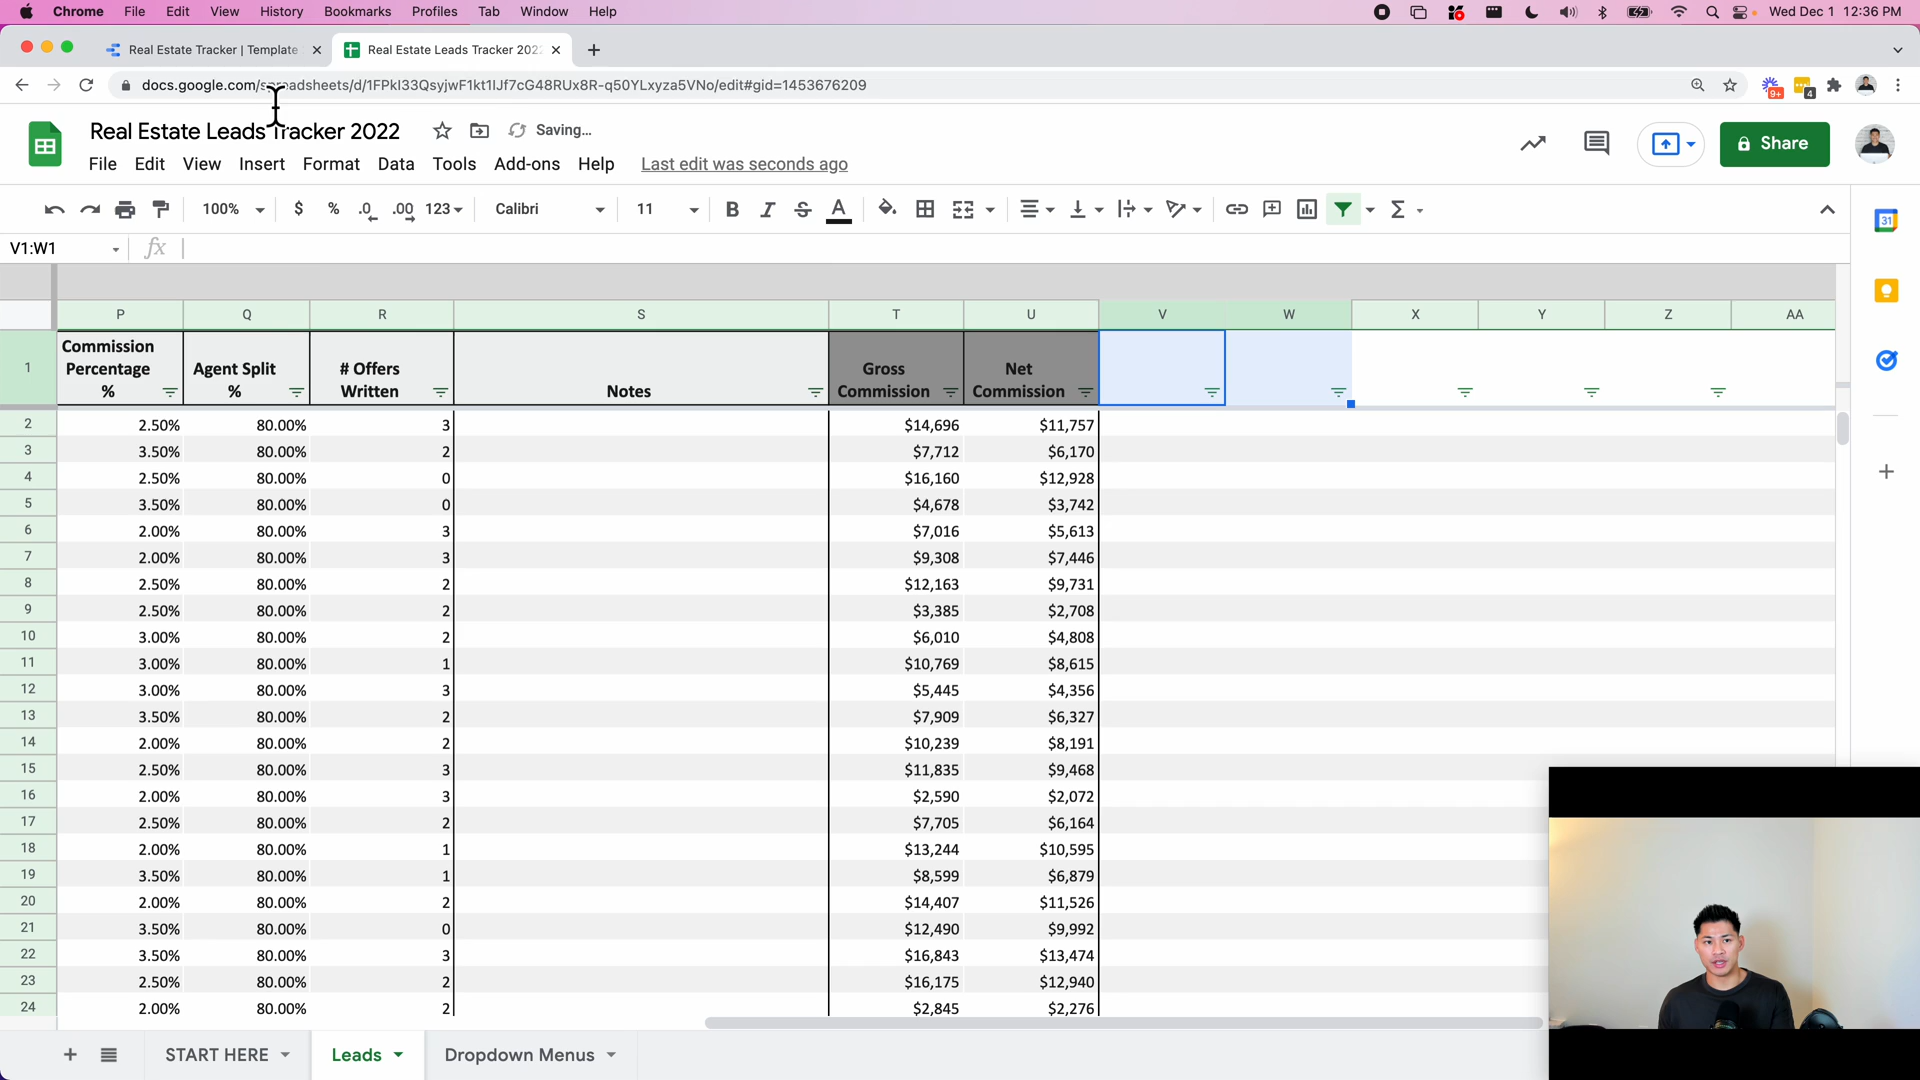 Chrome File Edit View History Bookmarks Profiles Tab Window Help Wed Dec 1 12:36 PM
Real Estate Tracker | Template Real Estate Leads Tracker 202
docs.google.com/spreadsheets/d/1FPkI33QsyjwF1kt1lJf7cG48RUx8R-q50YLxyza5VNo/edit#gid=1453676209 9+ 4
Real Estate Leads Tracker 2022 Saving...
File Edit View Insert Format Data Tools Add-ons Help Last edit was seconds ago Share
100% $ % .0 .00 123 Calibri 11 B I S A Σ 31
V1:W1 fx
P Q R S T U V W X Y Z AA
1 Commission Percentage % Agent Split % # Offers Written Notes Gross Commission Net Commission
2 2.50% 80.00% 3 $14,696 $11,757
3 3.50% 80.00% 2 $7,712 $6,170
4 2.50% 80.00% 0 $16,160 $12,928
5 3.50% 80.00% 0 $4,678 $3,742
6 2.00% 80.00% 3 $7,016 $5,613
7 2.00% 80.00% 3 $9,308 $7,446
8 2.50% 80.00% 2 $12,163 $9,731
9 2.50% 80.00% 2 $3,385 $2,708
10 3.00% 80.00% 2 $6,010 $4,808
11 3.00% 80.00% 1 $10,769 $8,615
12 3.00% 80.00% 3 $5,445 $4,356
13 3.50% 80.00% 2 $7,909 $6,327
14 2.00% 80.00% 2 $10,239 $8,191
15 2.50% 80.00% 3 $11,835 $9,468
16 2.00% 80.00% 3 $2,590 $2,072
17 2.50% 80.00% 2 $7,705 $6,164
18 2.00% 80.00% 1 $13,244 $10,595
19 3.50% 80.00% 1 $8,599 $6,879
20 2.00% 80.00% 2 $14,407 $11,526
21 3.50% 80.00% 0 $12,490 $9,992
22 3.50% 80.00% 3 $16,843 $13,474
23 2.50% 80.00% 2 $16,175 $12,940
24 2.00% 80.00% 2 $2,845 $2,276
START HERE Leads Dropdown Menus